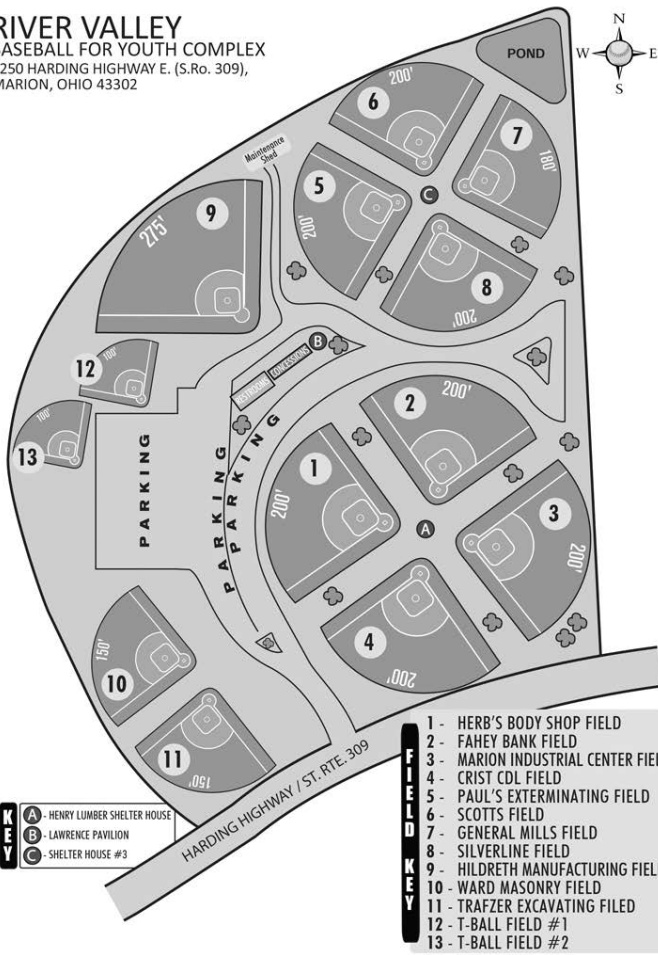 RIVER VALLEY
BASEBALL FOR YOUTH COMPLEX
250 HARDING HIGHWAY E. (S.Ro. 309),
MARION, OHIO 43302
N
W
E
S
POND
6
200'
7
180'
Maintenance
Shed
5
200'
C
9
275'
8
200'
B
CONCESSIONS
RESTROOMS
12
100'
13
100'
PARKING
PARKING
PARKING
2
200'
1
200'
A
3
200'
4
200'
10
150'
11
150'
HARDING HIGHWAY / ST. RTE. 309
KEY
A - HENRY LUMBER SHELTER HOUSE
B - LAWRENCE PAVILION
C - SHELTER HOUSE #3
FIELD KEY
1 - HERB'S BODY SHOP FIELD
2 - FAHEY BANK FIELD
3 - MARION INDUSTRIAL CENTER FIEL
4 - CRIST CDL FIELD
5 - PAUL'S EXTERMINATING FIELD
6 - SCOTTS FIELD
7 - GENERAL MILLS FIELD
8 - SILVERLINE FIELD
9 - HILDRETH MANUFACTURING FIEL
10 - WARD MASONRY FIELD
11 - TRAFZER EXCAVATING FILED
12 - T-BALL FIELD #1
13 - T-BALL FIELD #2